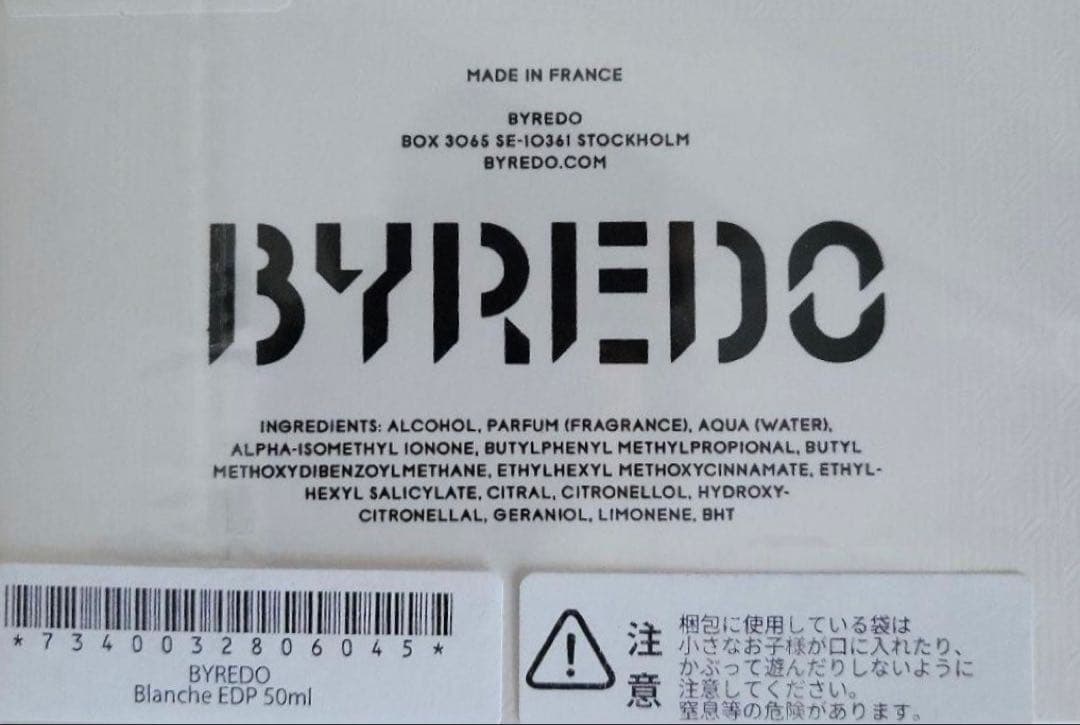 MADE IN FRANCE
BYREDO
BOX 3065 SE-10361 STOCKHOLM
BYREDO.COM
BYREDO
INGREDIENTS: ALCOHOL, PARFUM (FRAGRANCE), AQUA (WATER),
ALPHA-ISOMETHYL IONONE, BUTYLPHENYL METHYLPROPIONAL, BUTYL
METHOXYDIBENZOYLMETHANE, ETHYLHEXYL METHOXYCINNAMATE, ETHYL-
HEXYL SALICYLATE, CITRAL, CITRONELLOL, HYDROXY-
CITRONELLAL, GERANIOL, LIMONENE, BHT
*7340032806045*
BYREDO
Blanche EDP 50ml
注意
梱包に使用している袋は
小さなお子様が口に入れたり、
かぶって遊んだりしないように
注意してください。
窒息等の危険があります。